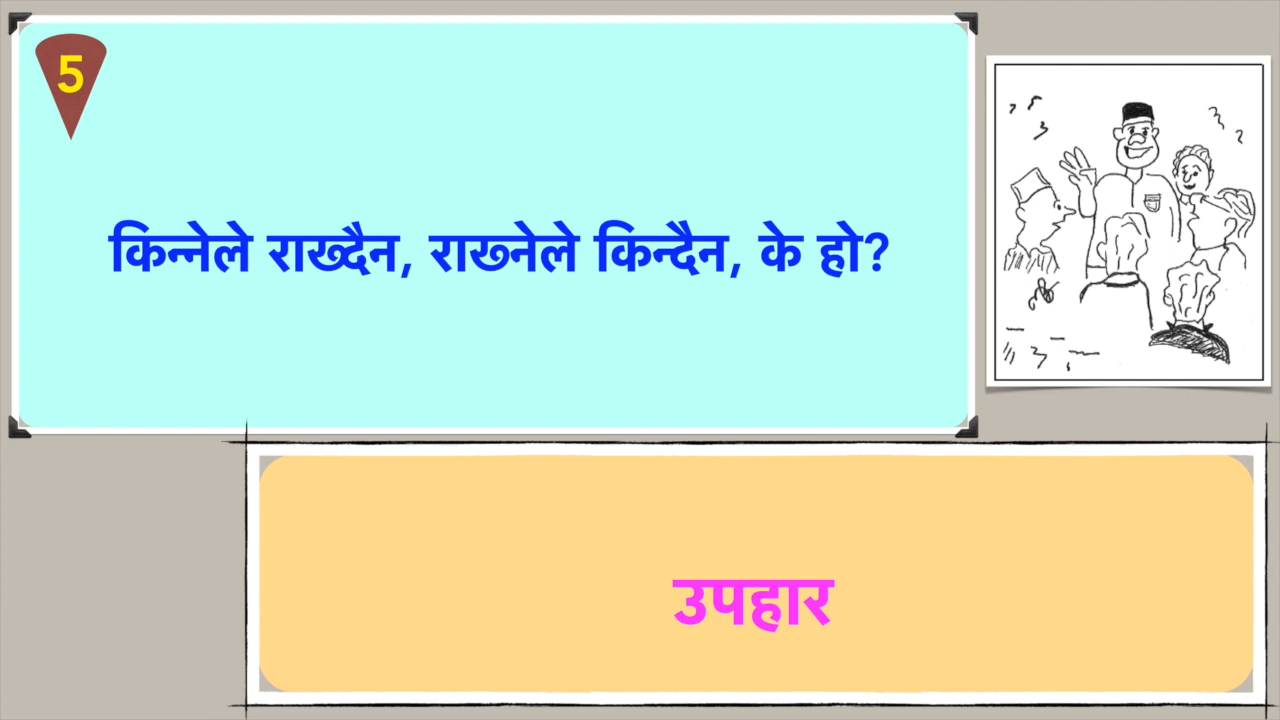 5
किन्नेले राख्दैन, राख्नेले किन्दैन, के हो?
उपहार